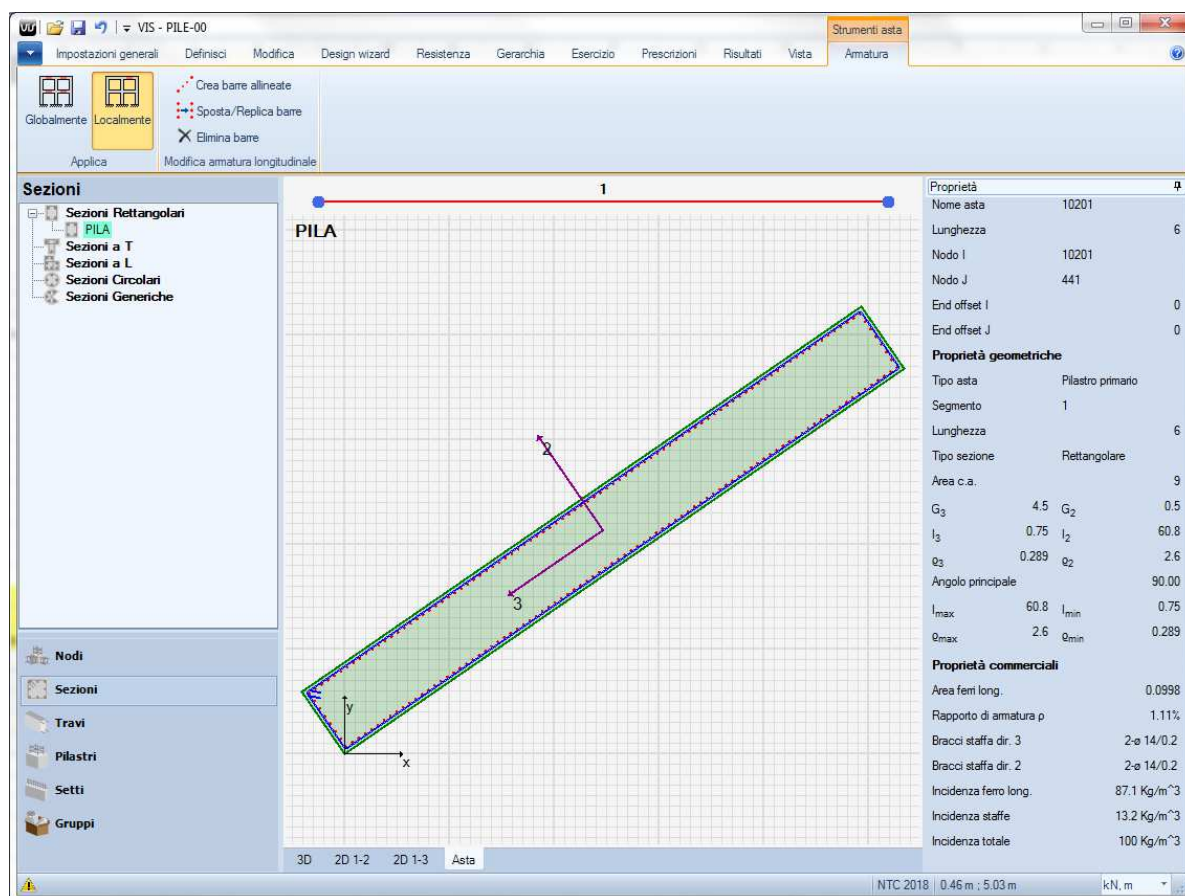 VIS - PILE-00
Strumenti asta
Impostazioni generali Definisci Modifica Design wizard Resistenza Gerarchia Esercizio Prescrizioni Risultati Vista Armatura
Globalmente Localmente
Crea barre allineate
Sposta/Replica barre
Elimina barre
Applica Modifica armatura longitudinale
Sezioni
Sezioni Rettangolari
PILA
Sezioni a T
Sezioni a L
Sezioni Circolari
Sezioni Generiche
Nodi
Sezioni
Travi
Pilastri
Setti
Gruppi
1
PILA
2
3
y
x
3D 2D 1-2 2D 1-3 Asta
Proprietà
Nome asta 10201
Lunghezza 6
Nodo I 10201
Nodo J 441
End offset I 0
End offset J 0
Proprietà geometriche
Tipo asta Pilastro primario
Segmento 1
Lunghezza 6
Tipo sezione Rettangolare
Area c.a. 9
G3 4.5 G2 0.5
I3 0.75 I2 60.8
ρ3 0.289 ρ2 2.6
Angolo principale 90.00
Imax 60.8 Imin 0.75
ρmax 2.6 ρmin 0.289
Proprietà commerciali
Area ferri long. 0.0998
Rapporto di armatura ρ 1.11%
Bracci staffa dir. 3 2-ø 14/0.2
Bracci staffa dir. 2 2-ø 14/0.2
Incidenza ferro long. 87.1 Kg/m^3
Incidenza staffe 13.2 Kg/m^3
Incidenza totale 100 Kg/m^3
NTC 2018 0.46 m ; 5.03 m kN, m